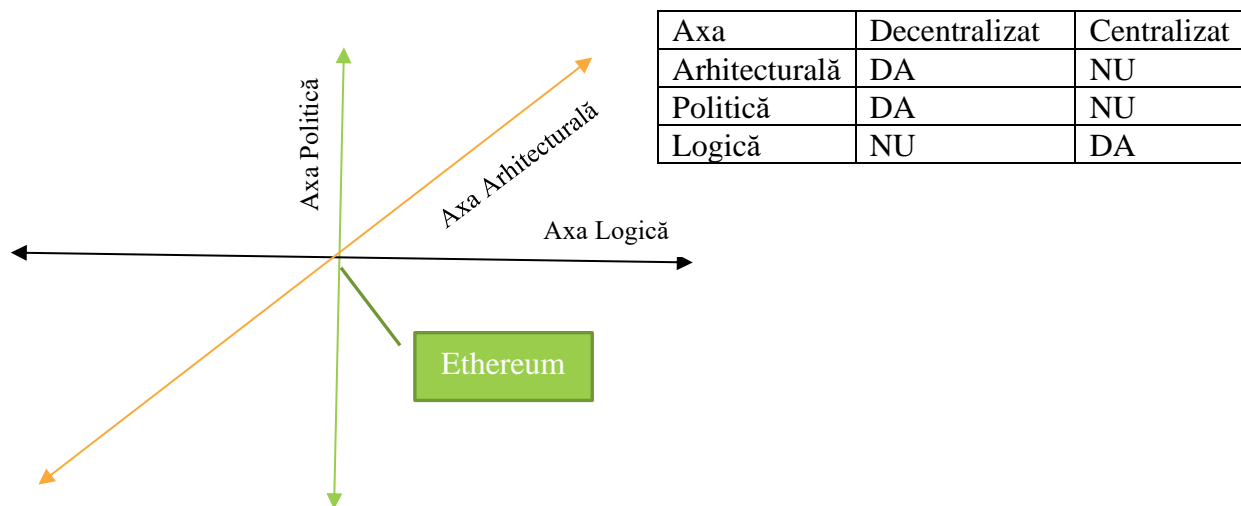 Axa Decentralizat Centralizat
Arhitecturală DA NU
Politică DA NU
Logică NU DA
Axa Politică
Axa Arhitecturală
Axa Logică
Ethereum